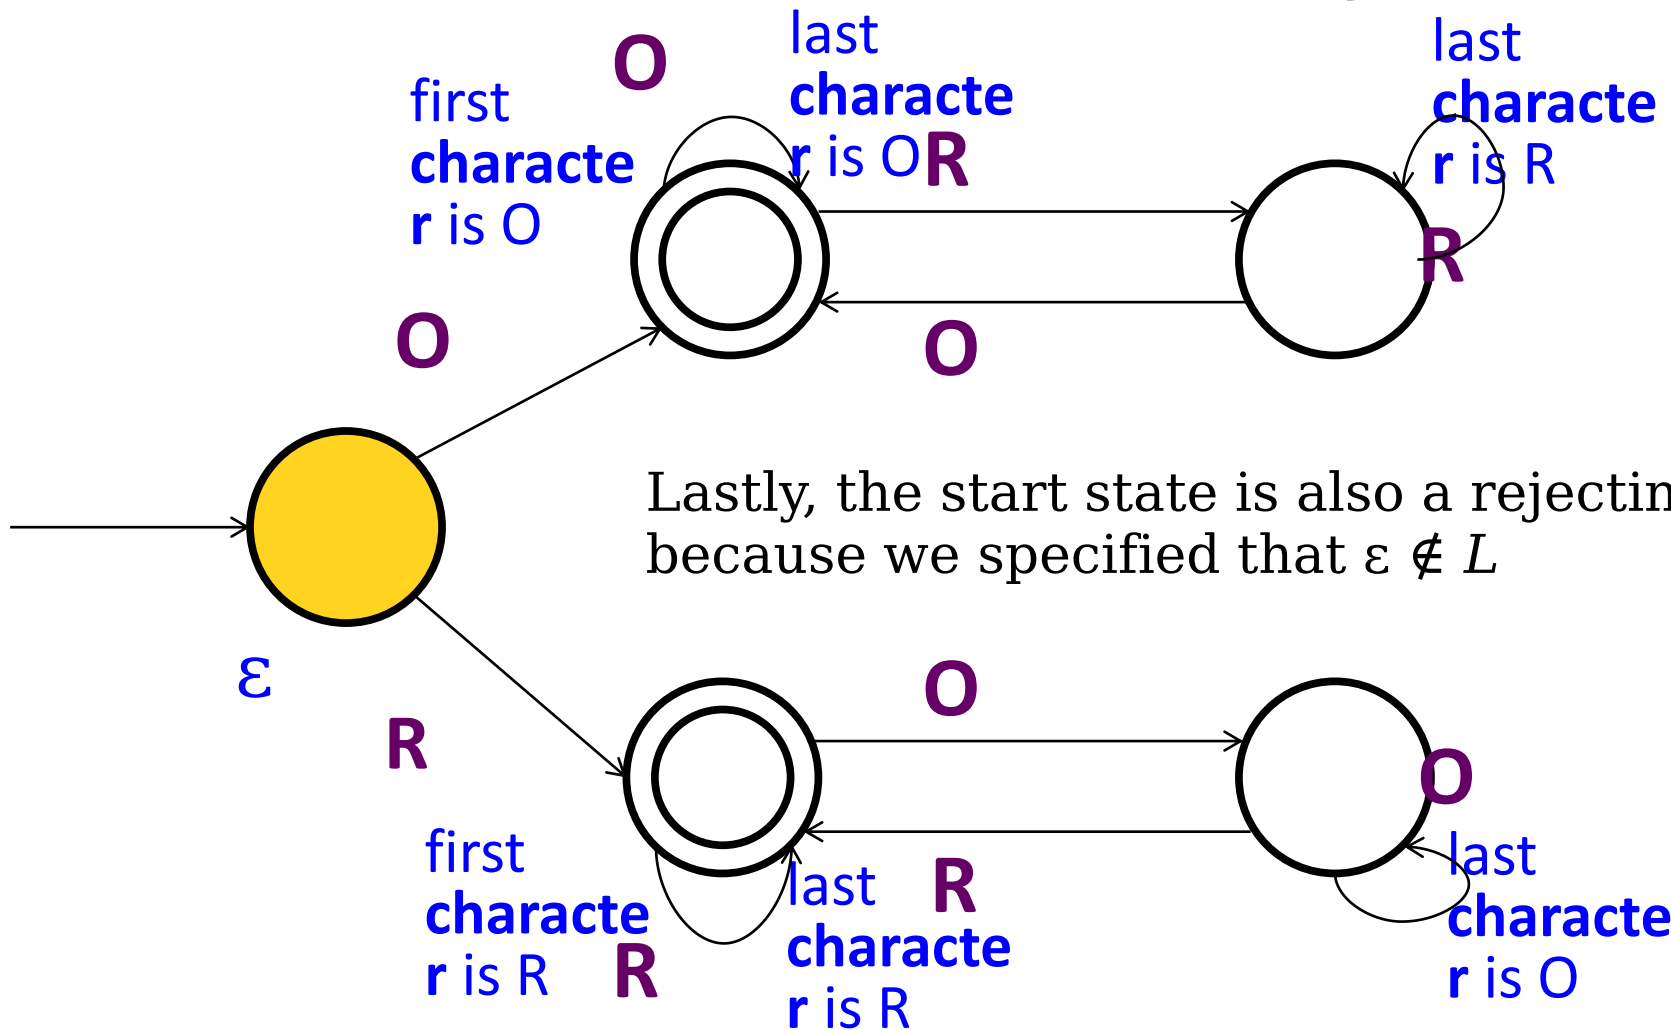 O
last
characte
r is O
last
characte
r is R
first
characte
r is O
R
R
O
O
Lastly, the start state is also a rejectin
because we specified that ε ∉ L
ε
O
R
O
first
characte
r is R
last
characte
r is R
R
R
last
characte
r is O